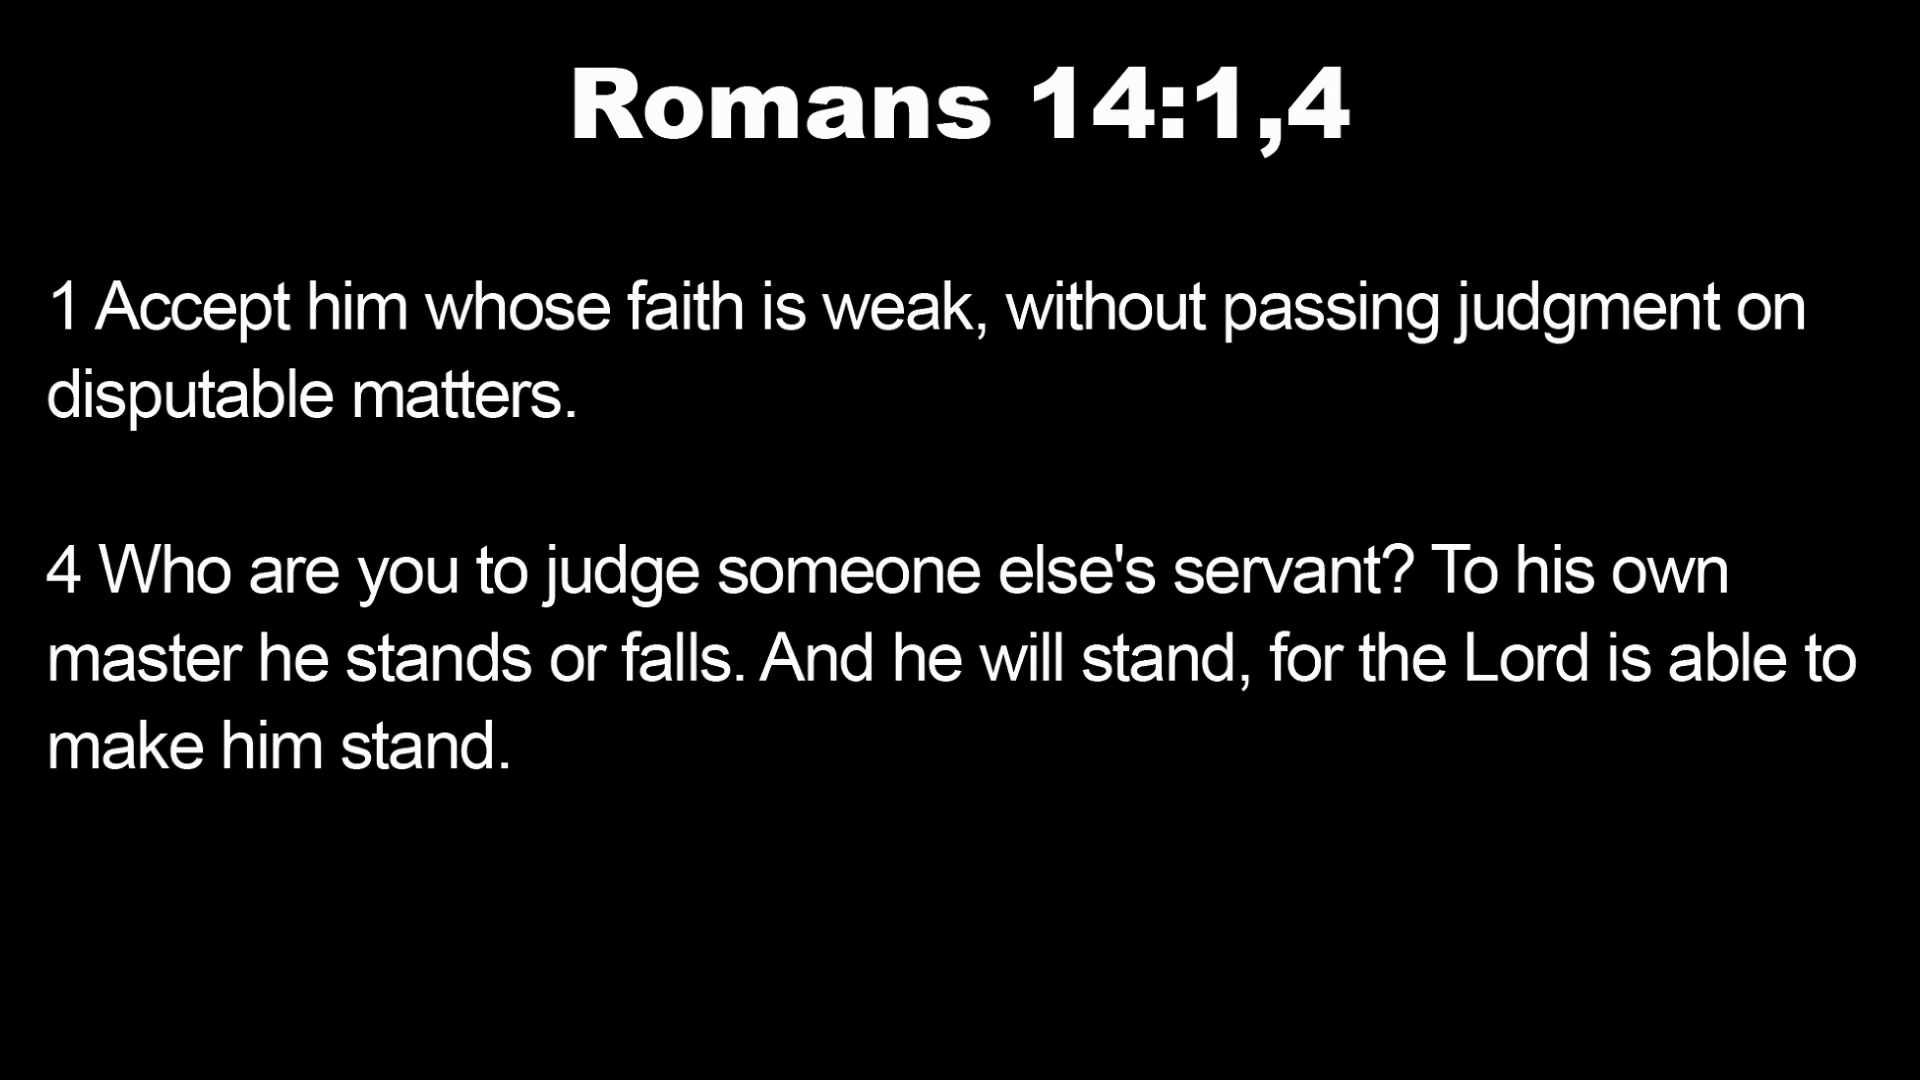 Romans 14:1,4
1 Accept him whose faith is weak, without passing judgment on
disputable matters.
4 Who are you to judge someone else's servant? To his own
master he stands or falls. And he will stand, for the Lord is able to
make him stand.